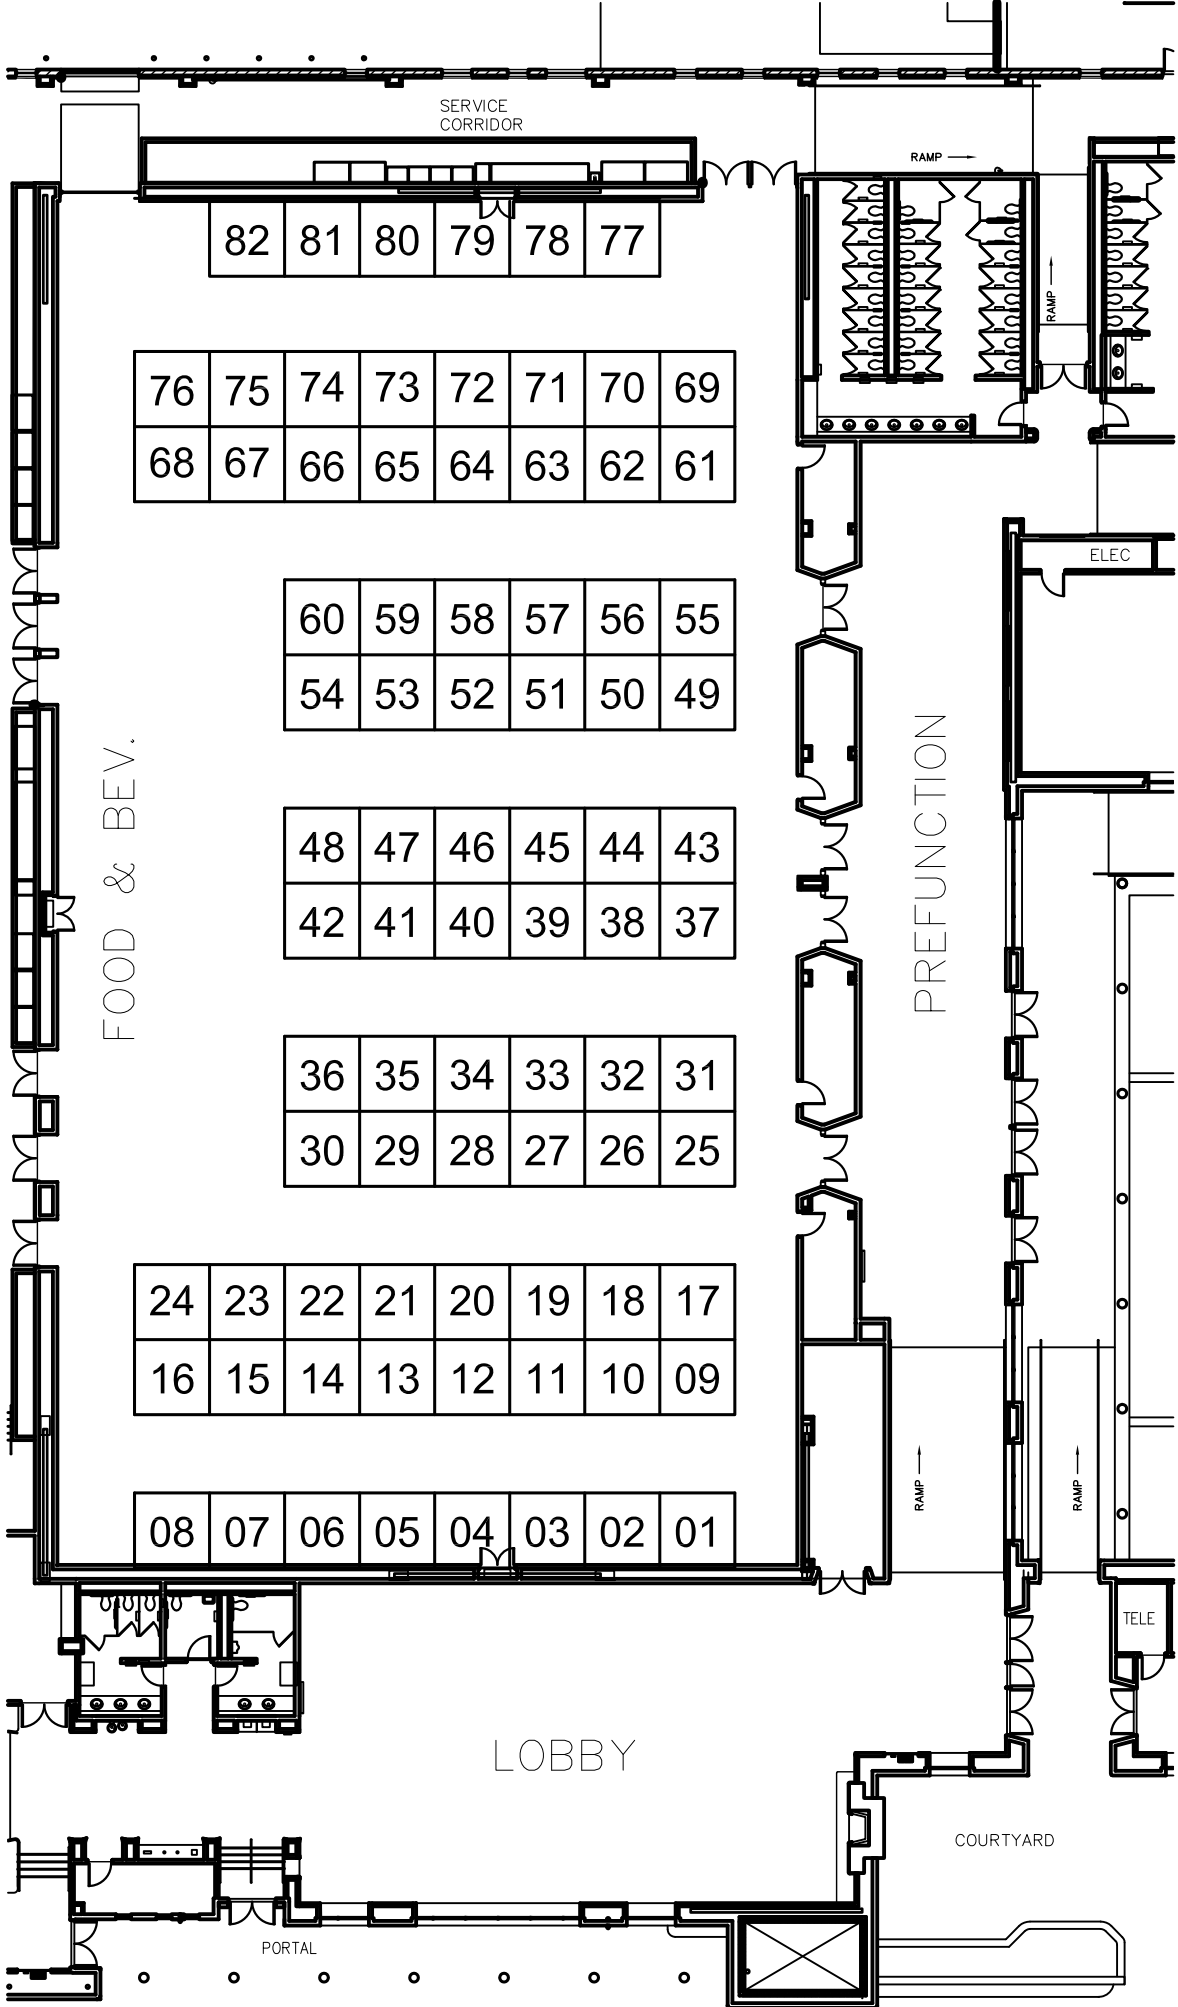 SERVICE
CORRIDOR
RAMP
82 81 80 79 78 77
RAMP
76 75 74 73 72 71 70 69
68 67 66 65 64 63 62 61
ELEC
60 59 58 57 56 55
54 53 52 51 50 49
FOOD & BEV.
PREFUNCTION
48 47 46 45 44 43
42 41 40 39 38 37
36 35 34 33 32 31
30 29 28 27 26 25
24 23 22 21 20 19 18 17
16 15 14 13 12 11 10 09
RAMP
RAMP
08 07 06 05 04 03 02 01
TELE
LOBBY
COURTYARD
PORTAL